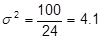 σ² = 100/24 = 4.1